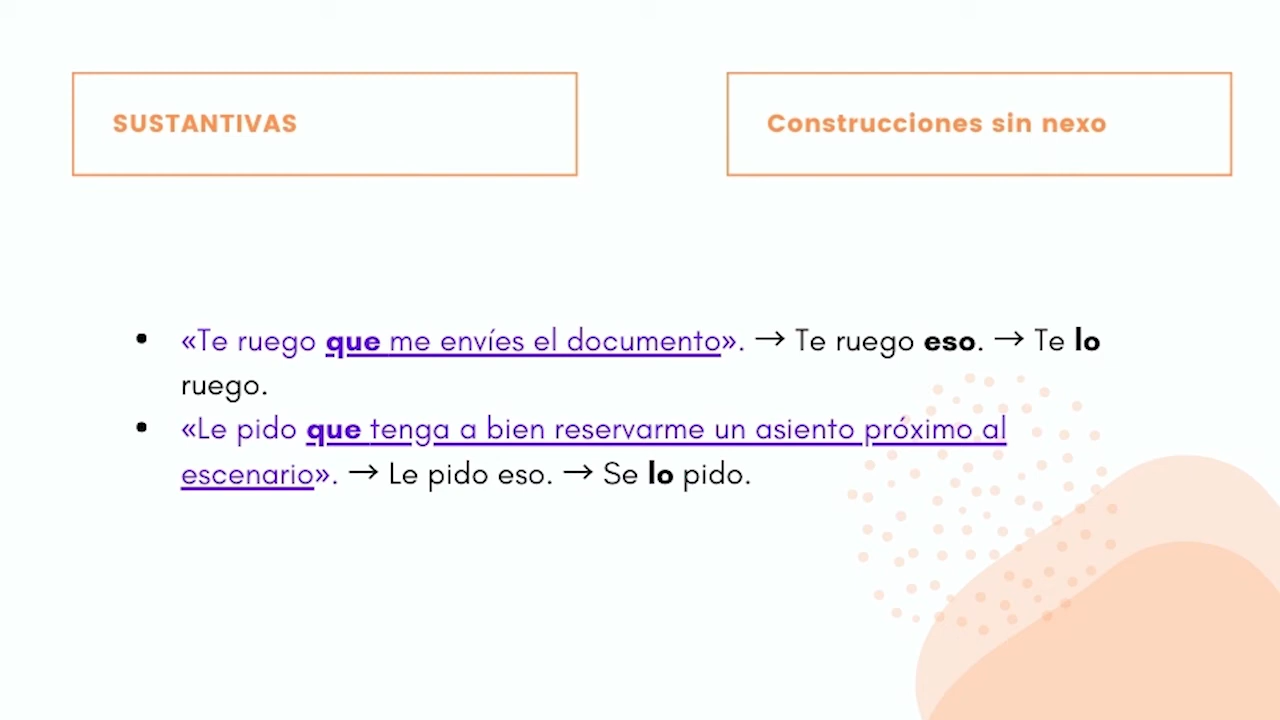 SUSTANTIVAS
Construcciones sin nexo
• «Te ruego que me envíes el documento». → Te ruego eso. → Te lo
ruego.
• «Le pido que tenga a bien reservarme un asiento próximo al
escenario». → Le pido eso. → Se lo pido.